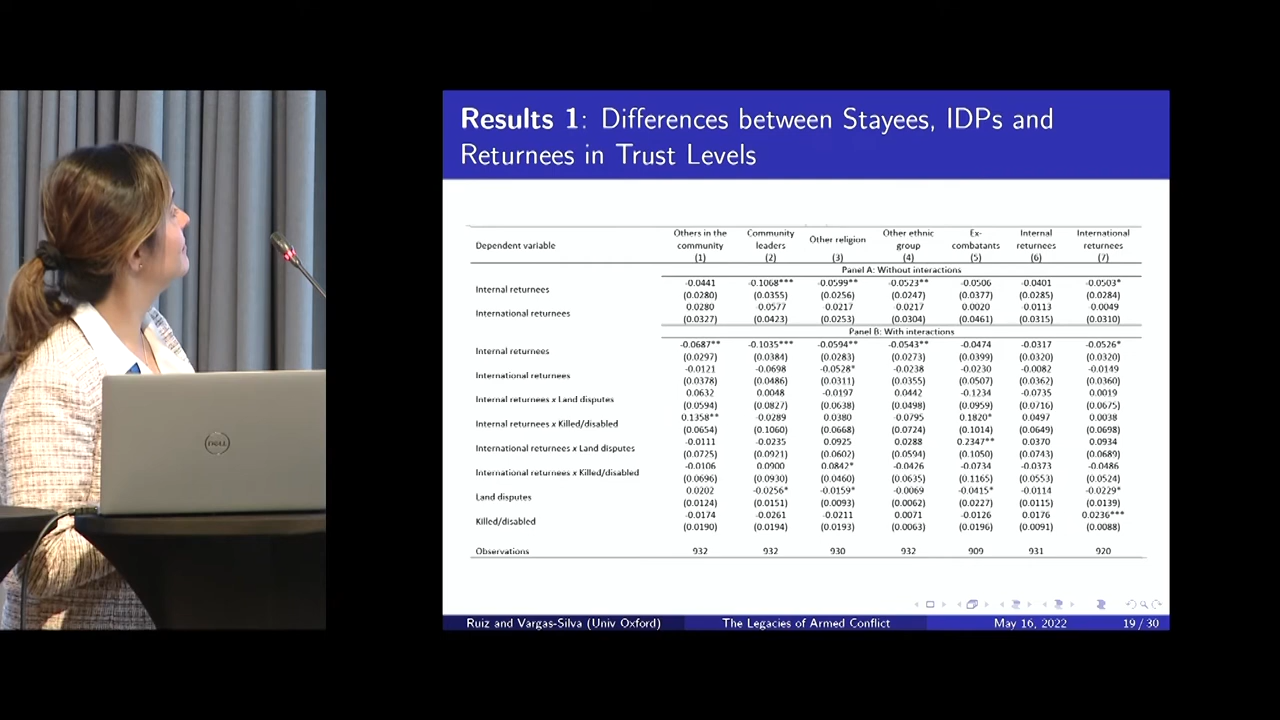 Results 1: Differences between Stayees, IDPs and
Returnees in Trust Levels
Dependent variable Others in the community (1) Community leaders (2) Other religion (3) Other ethnic group (4) Ex-combatants (5) Internal returnees (6) International returnees (7)
Panel A: Without interactions
Internal returnees -0.0441 -0.1068*** -0.0599** -0.0523** -0.0506 -0.0401 -0.0503*
(0.0280) (0.0355) (0.0256) (0.0247) (0.0377) (0.0285) (0.0284)
International returnees 0.0280 -0.0577 -0.0217 -0.0217 0.0020 -0.0113 -0.0049
(0.0327) (0.0423) (0.0253) (0.0304) (0.0461) (0.0315) (0.0310)
Panel B: With interactions
Internal returnees -0.0687** -0.1035*** -0.0594** -0.0543** -0.0474 -0.0317 -0.0526*
(0.0297) (0.0384) (0.0283) (0.0273) (0.0399) (0.0320) (0.0320)
International returnees -0.0121 -0.0698 -0.0528* -0.0238 -0.0230 -0.0082 -0.0149
(0.0378) (0.0486) (0.0311) (0.0355) (0.0507) (0.0362) (0.0360)
Internal returnees x Land disputes 0.0632 0.0048 -0.0197 0.0442 -0.1234 -0.0735 0.0019
(0.0594) (0.0827) (0.0638) (0.0498) (0.0959) (0.0716) (0.0675)
Internal returnees x Killed/disabled 0.1358** -0.0289 0.0380 -0.0795 0.1820* 0.0497 0.0038
(0.0654) (0.1060) (0.0668) (0.0724) (0.1014) (0.0649) (0.0698)
International returnees x Land disputes -0.0111 -0.0235 0.0925 0.0288 0.2347** 0.0370 0.0934
(0.0725) (0.0921) (0.0602) (0.0594) (0.1050) (0.0743) (0.0689)
International returnees x Killed/disabled -0.0106 0.0900 0.0842* -0.0426 -0.0734 -0.0373 -0.0486
(0.0696) (0.0930) (0.0460) (0.0635) (0.1165) (0.0553) (0.0524)
Land disputes 0.0202 -0.0256* -0.0159* -0.0069 -0.0415* -0.0114 -0.0229*
(0.0124) (0.0151) (0.0093) (0.0062) (0.0227) (0.0115) (0.0139)
Killed/disabled -0.0174 -0.0261 -0.0211 0.0071 -0.0126 0.0176 0.0236***
(0.0190) (0.0194) (0.0193) (0.0063) (0.0196) (0.0091) (0.0088)
Observations 932 932 930 932 909 931 920
Ruiz and Vargas-Silva (Univ Oxford) The Legacies of Armed Conflict May 16, 2022 19 / 30
DELL